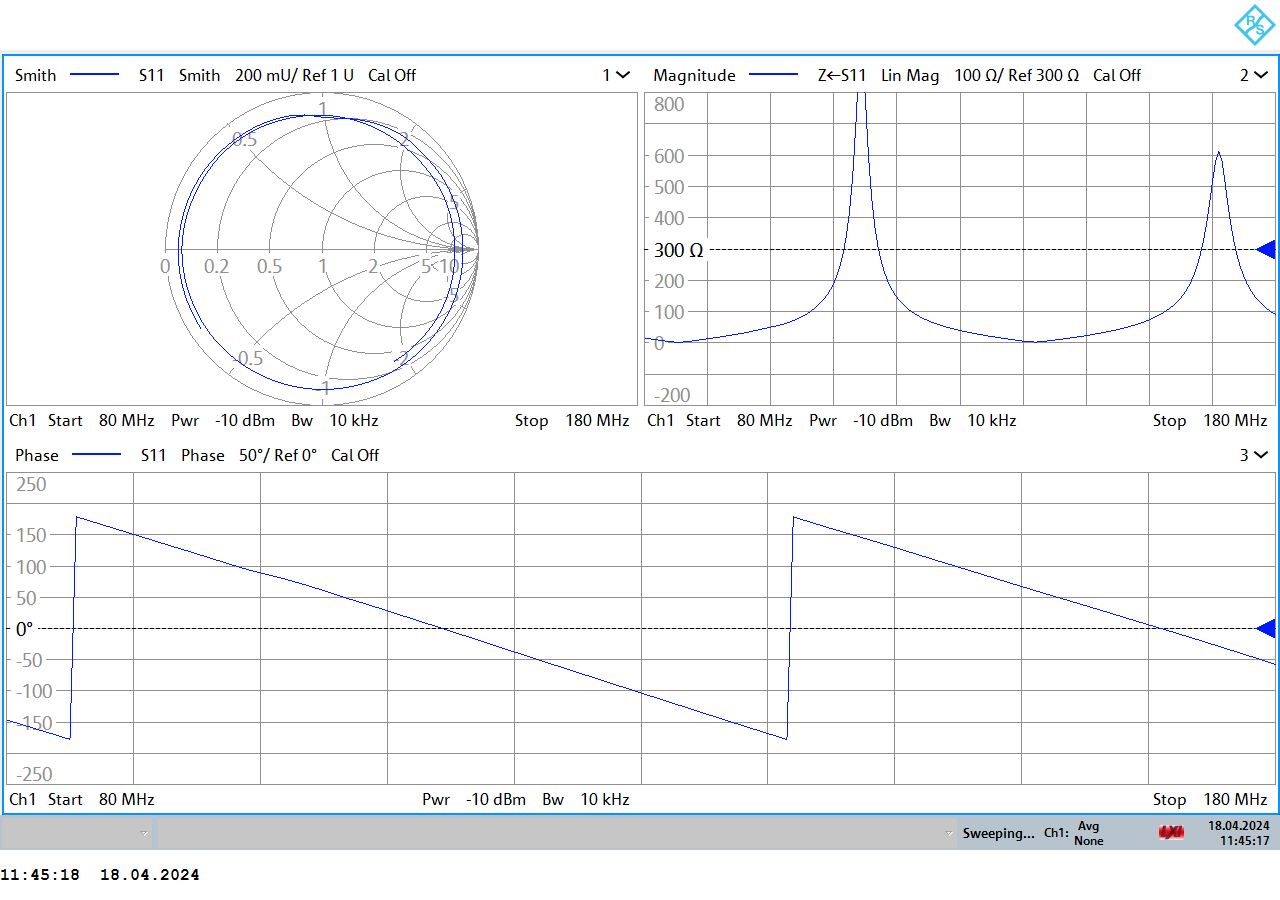 R S
Smith S11 Smith 200 mU/ Ref 1 U Cal Off 1
1
0.5 2
5
0 0.2 0.5 1 2 5 10
-5
-0.5 -2
-1
Ch1 Start 80 MHz Pwr -10 dBm Bw 10 kHz Stop 180 MHz
Magnitude Z←S11 Lin Mag 100 Ω/ Ref 300 Ω Cal Off 2
800
600
500
400
300 Ω
200
100
0
-200
Ch1 Start 80 MHz Pwr -10 dBm Bw 10 kHz Stop 180 MHz
Phase S11 Phase 50°/ Ref 0° Cal Off 3
250
150
100
50
0°
-50
-100
-150
-250
Ch1 Start 80 MHz Pwr -10 dBm Bw 10 kHz Stop 180 MHz
Sweeping... Ch1: Avg None LXI 18.04.2024 11:45:17
11:45:18 18.04.2024